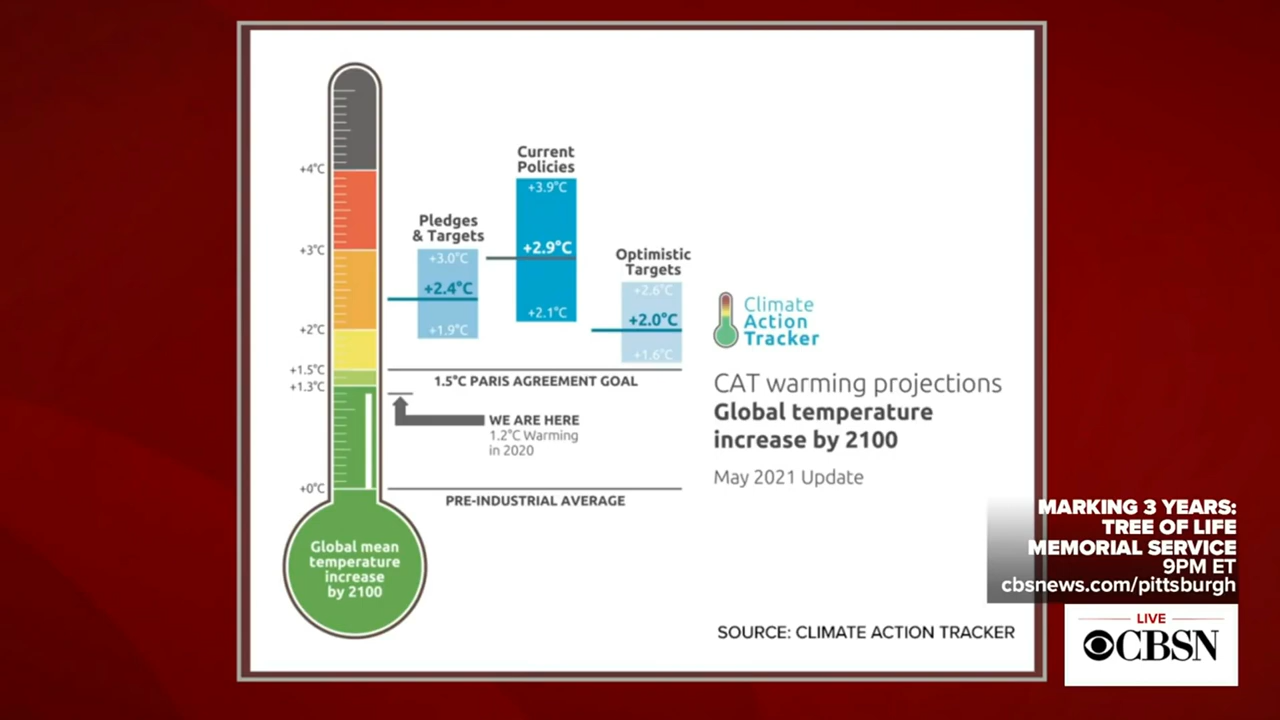 +4°C
+3°C
+2°C
+1.5°C
+1.3°C
+0°C
Global mean
temperature
increase
by 2100
Pledges
& Targets
+3.0°C
+2.4°C
+1.9°C
Current
Policies
+3.9°C
+2.9°C
+2.1°C
Optimistic
Targets
+2.6°C
+2.0°C
+1.6°C
1.5°C PARIS AGREEMENT GOAL
WE ARE HERE
1.2°C Warming
in 2020
PRE-INDUSTRIAL AVERAGE
Climate
Action
Tracker
CAT warming projections
Global temperature
increase by 2100
May 2021 Update
SOURCE: CLIMATE ACTION TRACKER
MARKING 3 YEARS:
TREE OF LIFE
MEMORIAL SERVICE
9PM ET
cbsnews.com/pittsburgh
LIVE
CBSN